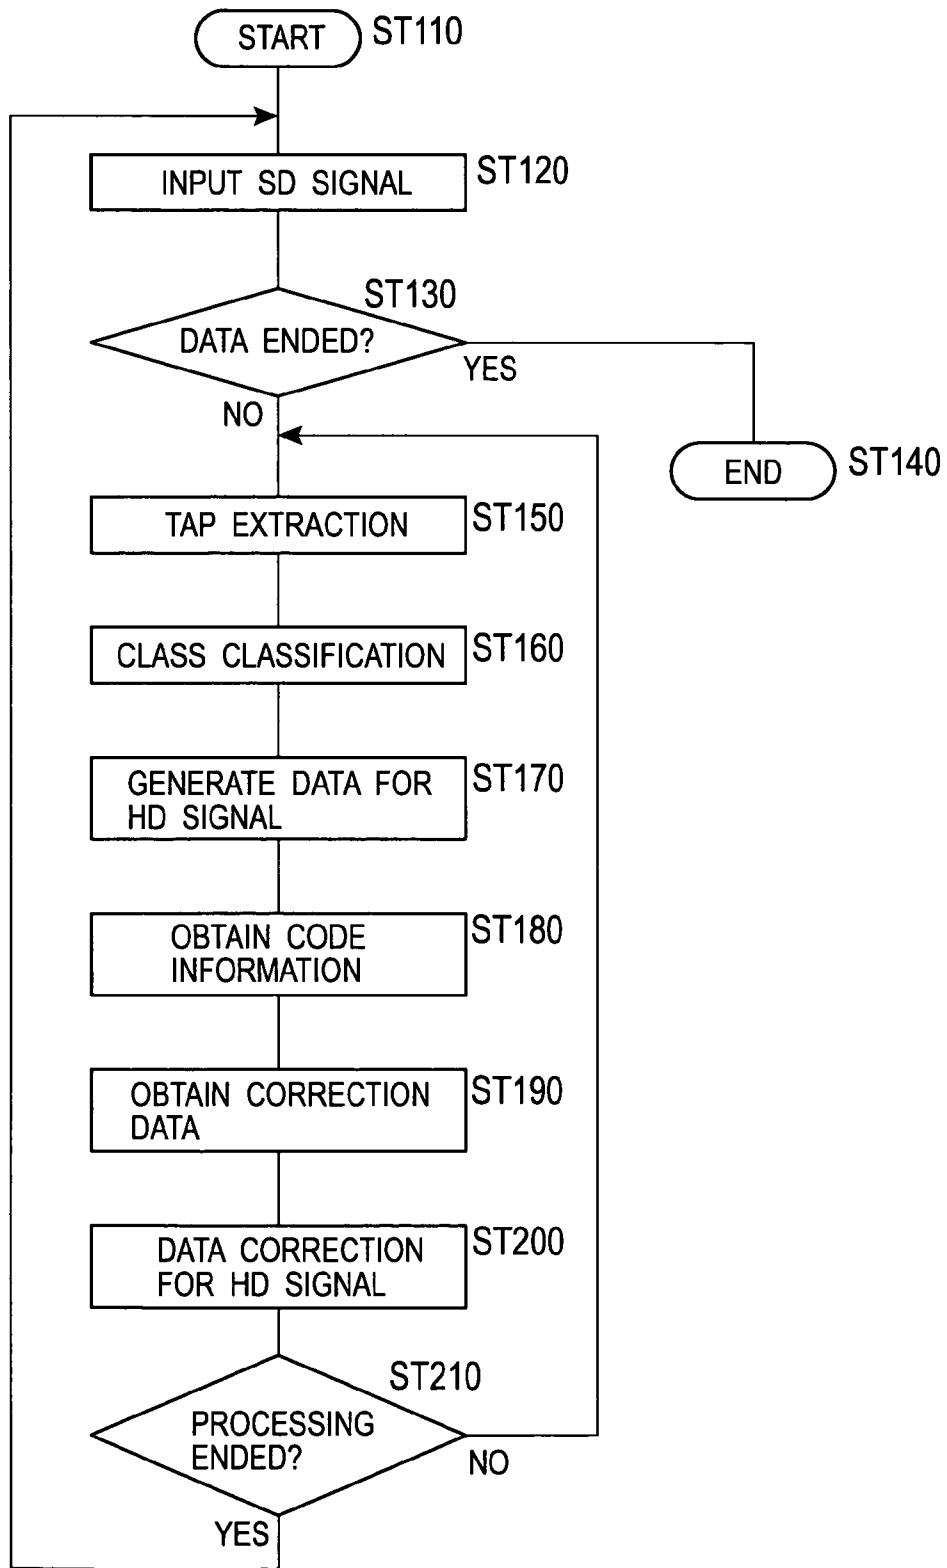 START ST110
INPUT SD SIGNAL ST120
ST130
DATA ENDED?
YES
NO
END ST140
TAP EXTRACTION ST150
CLASS CLASSIFICATION ST160
GENERATE DATA FOR ST170
HD SIGNAL
OBTAIN CODE ST180
INFORMATION
OBTAIN CORRECTION ST190
DATA
DATA CORRECTION ST200
FOR HD SIGNAL
ST210
PROCESSING
ENDED?
NO
YES